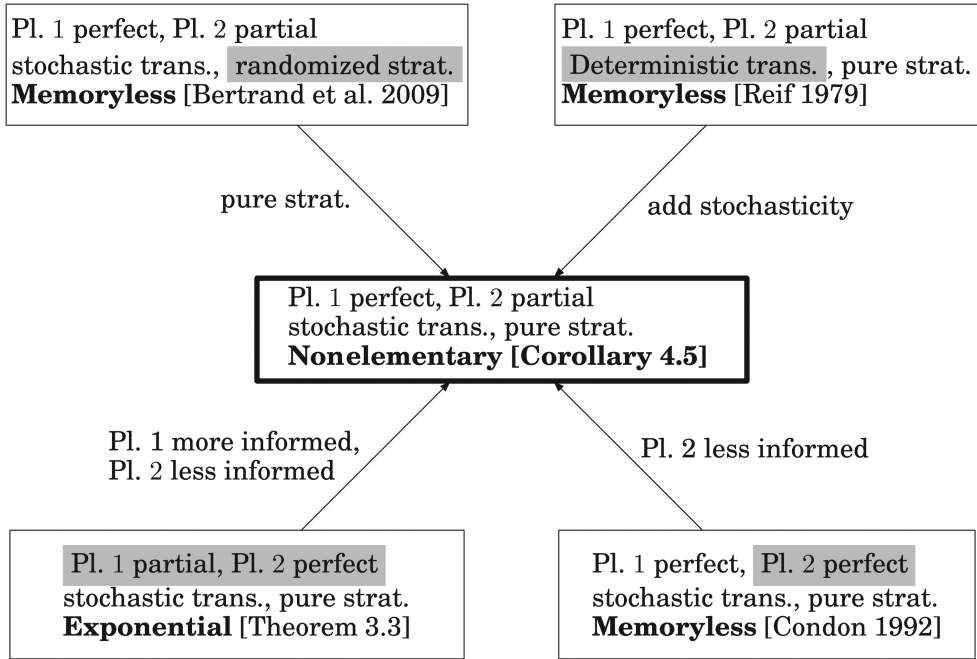 Pl. 1 perfect, Pl. 2 partial
stochastic trans., randomized strat.
Memoryless [Bertrand et al. 2009]
Pl. 1 perfect, Pl. 2 partial
Deterministic trans. , pure strat.
Memoryless [Reif 1979]
pure strat.
add stochasticity
Pl. 1 perfect, Pl. 2 partial
stochastic trans., pure strat.
Nonelementary [Corollary 4.5]
Pl. 1 more informed,
Pl. 2 less informed
Pl. 2 less informed
Pl. 1 partial, Pl. 2 perfect
stochastic trans., pure strat.
Exponential [Theorem 3.3]
Pl. 1 perfect, Pl. 2 perfect
stochastic trans., pure strat.
Memoryless [Condon 1992]